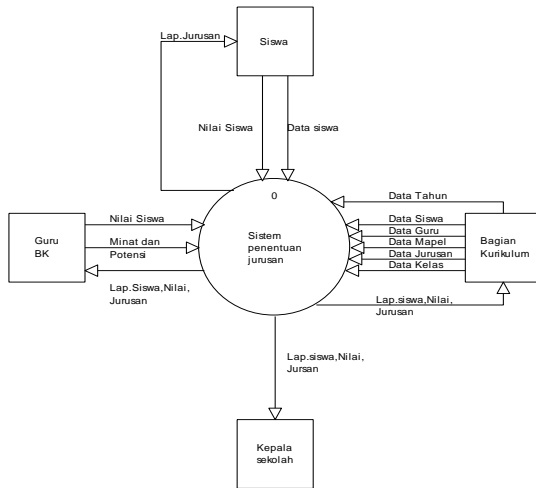 Lap.Jurusan
Siswa
Nilai Siswa
Data siswa
0
Sistem
penentuan
jurusan
Guru
BK
Nilai Siswa
Minat dan
Potensi
Lap.Siswa,Nilai,
Jurusan
Data Tahun
Data Siswa
Data Guru
Data Mapel
Data Jurusan
Data Kelas
Bagian
Kurikulum
Lap.siswa,Nilai,
Jurusan
Lap.siswa,Nilai,
Jursan
Kepala
sekolah